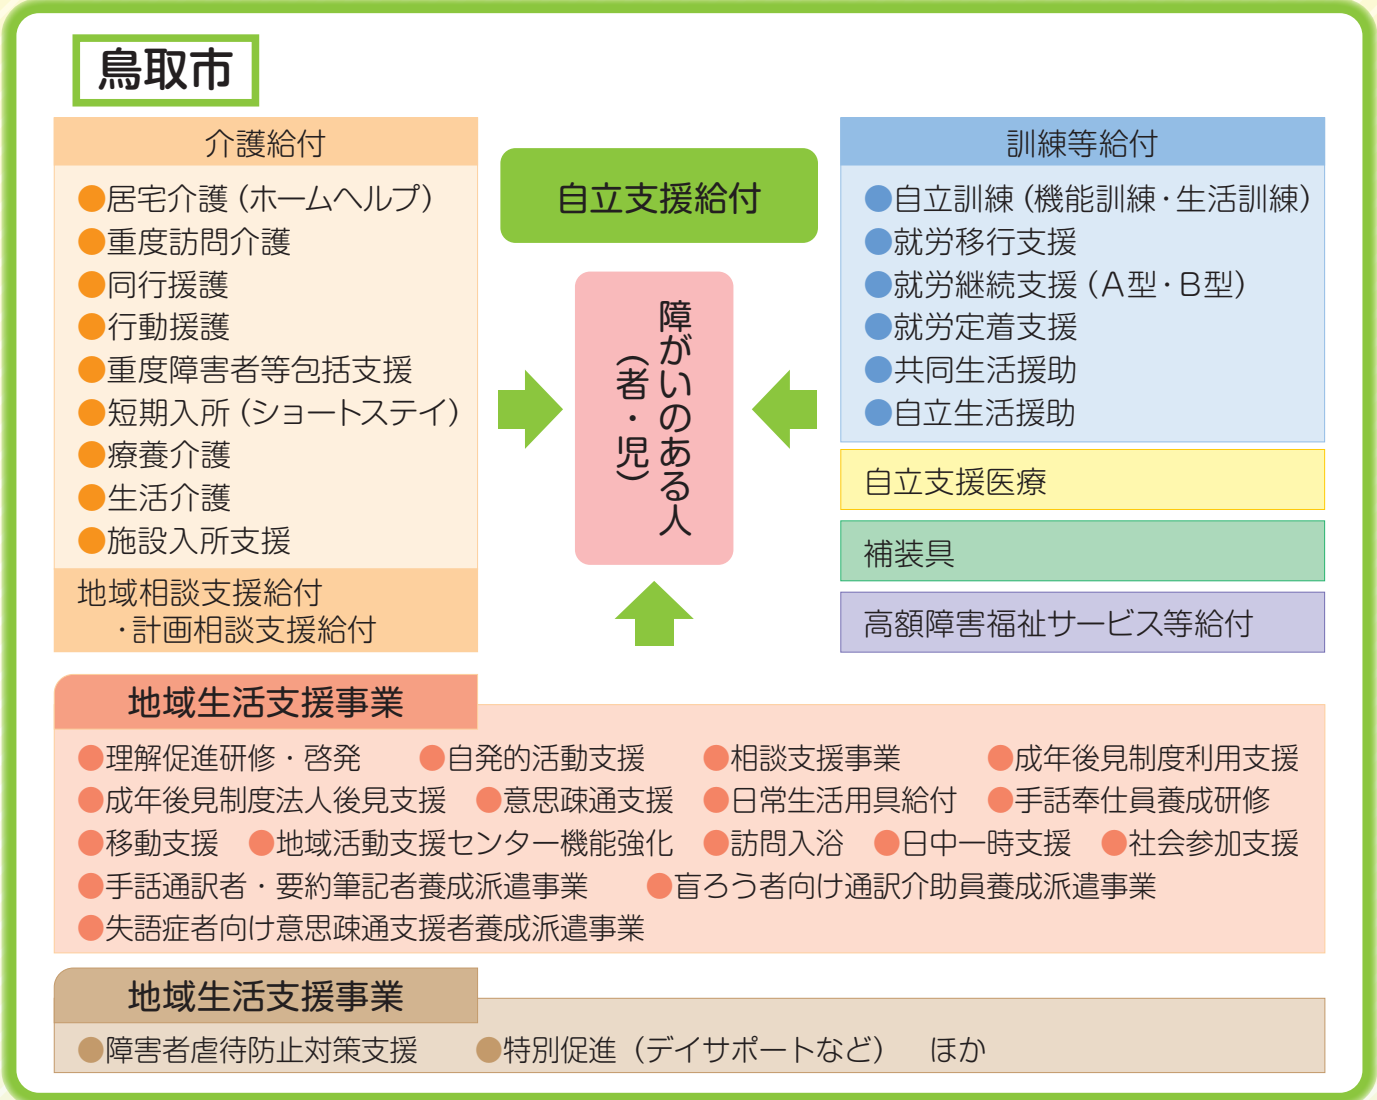 鳥取市
介護給付
●居宅介護（ホームヘルプ）
●重度訪問介護
●同行援護
●行動援護
●重度障害者等包括支援
●短期入所（ショートステイ）
●療養介護
●生活介護
●施設入所支援
地域相談支援給付
・計画相談支援給付
自立支援給付
障がいのある人
（者・児）
訓練等給付
●自立訓練（機能訓練・生活訓練）
●就労移行支援
●就労継続支援（A型・B型）
●就労定着支援
●共同生活援助
●自立生活援助
自立支援医療
補装具
高額障害福祉サービス等給付
地域生活支援事業
●理解促進研修・啓発　●自発的活動支援　●相談支援事業　●成年後見制度利用支援
●成年後見制度法人後見支援　●意思疎通支援　●日常生活用具給付　●手話奉仕員養成研修
●移動支援　●地域活動支援センター機能強化　●訪問入浴　●日中一時支援　●社会参加支援
●手話通訳者・要約筆記者養成派遣事業　●盲ろう者向け通訳介助員養成派遣事業
●失語症者向け意思疎通支援者養成派遣事業
地域生活支援事業
●障害者虐待防止対策支援　●特別促進（デイサポートなど）　ほか